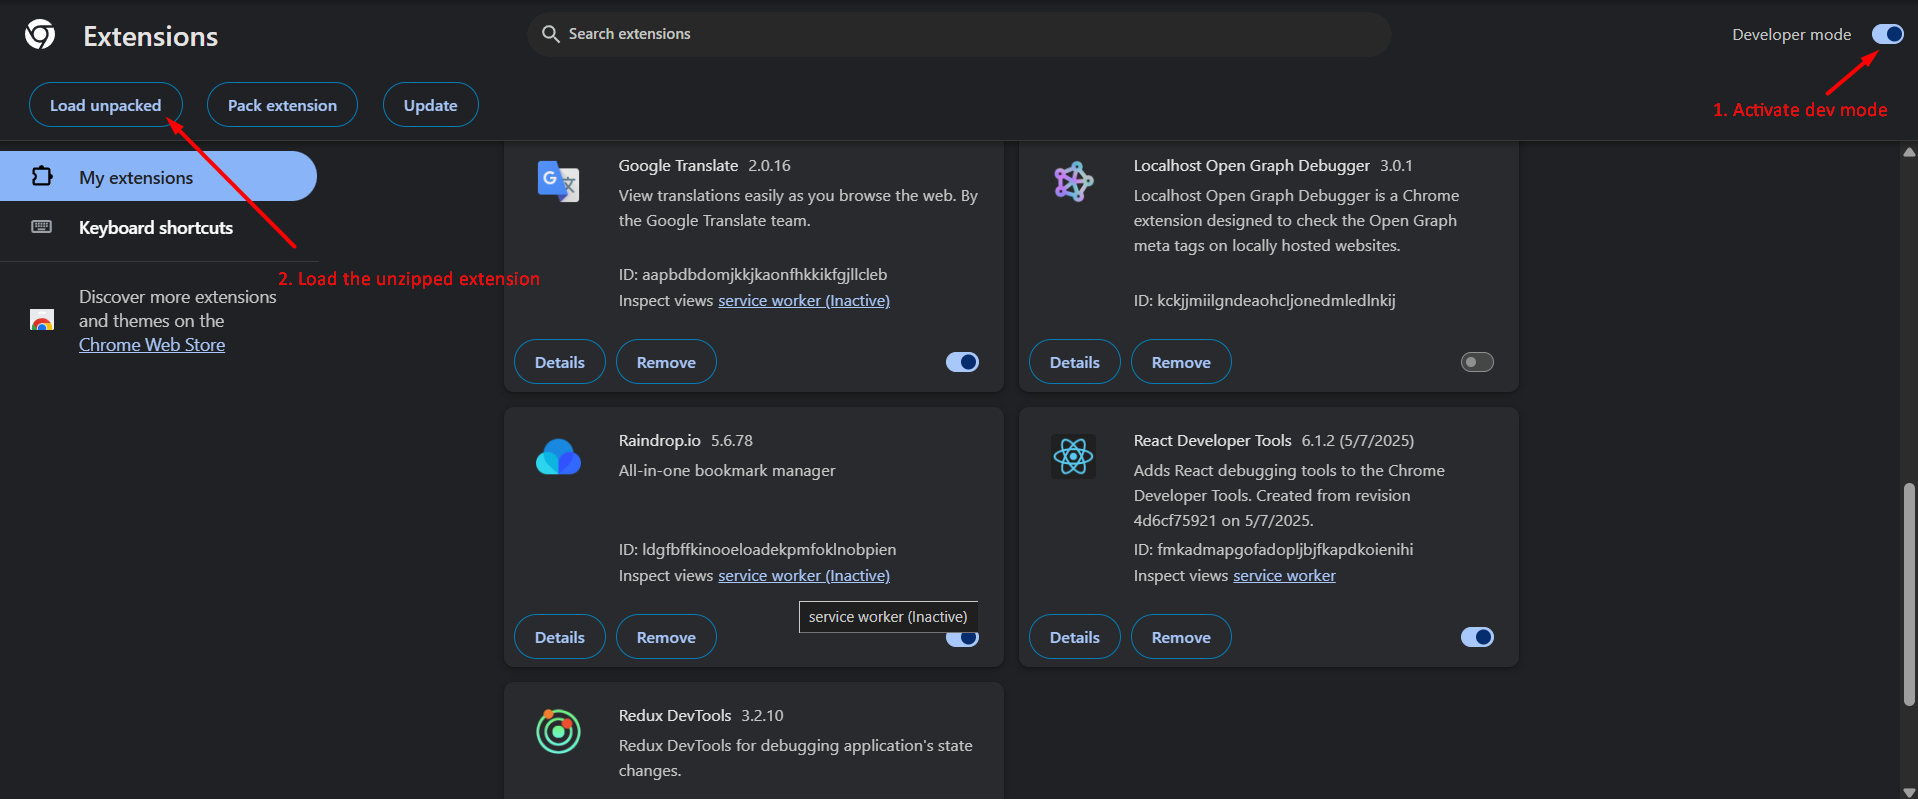 Extensions
Search extensions
Developer mode
Load unpacked
Pack extension
Update
1. Activate dev mode
My extensions
Keyboard shortcuts
2. Load the unzipped extension
Discover more extensions
and themes on the
Chrome Web Store
Google Translate 2.0.16
View translations easily as you browse the web. By
the Google Translate team.
ID: aapbdbdomjkkjkaonfhkkikfgjllcleb
Inspect views service worker (Inactive)
Details
Remove
Localhost Open Graph Debugger 3.0.1
Localhost Open Graph Debugger is a Chrome
extension designed to check the Open Graph
meta tags on locally hosted websites.
ID: kckjjmiilgndeaohcljonedmledlnkij
Details
Remove
Raindrop.io 5.6.78
All-in-one bookmark manager
ID: ldgfbffkinooeloadekpmfoklnobpien
Inspect views service worker (Inactive)
service worker (Inactive)
Details
Remove
React Developer Tools 6.1.2 (5/7/2025)
Adds React debugging tools to the Chrome
Developer Tools. Created from revision
4d6cf75921 on 5/7/2025.
ID: fmkadmapgofadopljbjfkapdkoienihi
Inspect views service worker
Details
Remove
Redux DevTools 3.2.10
Redux DevTools for debugging application's state
changes.